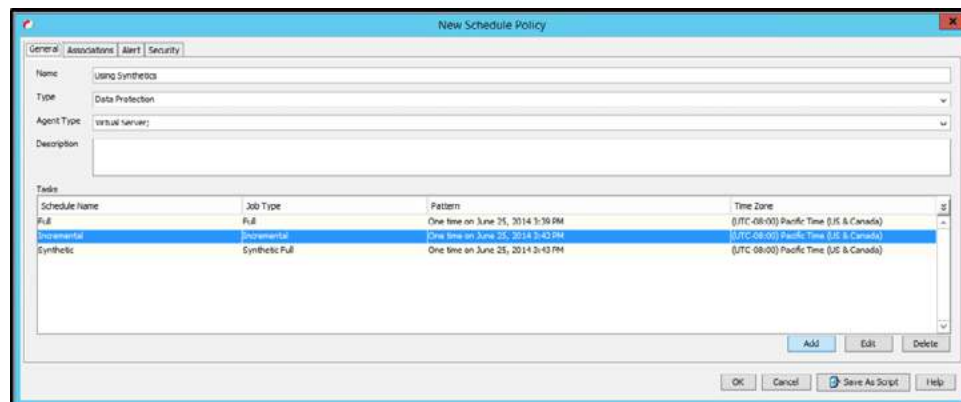 New Schedule Policy
General Associations Alert Security
Name Using Synthetics
Type Data Protection
Agent Type Virtual Server;
Description
Tasks
Schedule Name Job Type Pattern Time Zone
Full Full One time on June 25, 2014 3:39 PM (UTC-08:00) Pacific Time (US & Canada)
Incremental Incremental One time on June 25, 2014 3:43 PM (UTC-08:00) Pacific Time (US & Canada)
Synthetic Synthetic Full One time on June 25, 2014 3:43 PM (UTC-08:00) Pacific Time (US & Canada)
Add Edit Delete
OK Cancel Save As Script Help